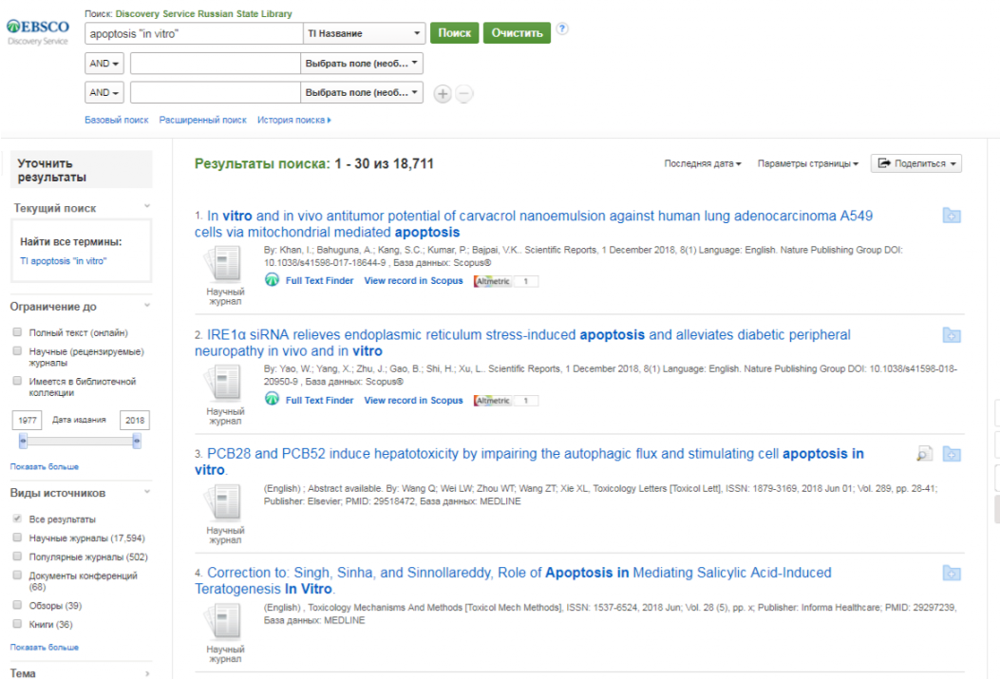 EBSCO
Discovery Service
Поиск: Discovery Service Russian State Library
apoptosis "in vitro"
TI Название
Поиск
Очистить
?
AND
Выбрать поле (необ...
AND
Выбрать поле (необ...
Базовый поиск Расширенный поиск История поиска
Уточнить
результаты
Текущий поиск
Найти все термины:
TI apoptosis "in vitro"
Ограничение до
Полный текст (онлайн)
Научные (рецензируемые)
журналы
Имеется в библиотечной
коллекции
1977 Дата издания 2018
Показать больше
Виды источников
Все результаты
Научные журналы (17,594)
Популярные журналы (502)
Документы конференций
(68)
Обзоры (39)
Книги (36)
Показать больше
Тема
Результаты поиска: 1 - 30 из 18,711
Последняя дата Параметры страницы Поделиться
1. In vitro and in vivo antitumor potential of carvacrol nanoemulsion against human lung adenocarcinoma A549
cells via mitochondrial mediated apoptosis
By: Khan, I.; Bahuguna, A.; Kang, S.C.; Kumar, P.; Bajpai, V.K.. Scientific Reports, 1 December 2018, 8(1) Language: English. Nature Publishing Group DOI:
10.1038/s41598-017-18644-9 , База данных: Scopus®
Full Text Finder View record in Scopus Altmetric 1
Научный
журнал
2. IRE1α siRNA relieves endoplasmic reticulum stress-induced apoptosis and alleviates diabetic peripheral
neuropathy in vivo and in vitro
By: Yao, W.; Yang, X.; Zhu, J.; Gao, B.; Shi, H.; Xu, L.. Scientific Reports, 1 December 2018, 8(1) Language: English. Nature Publishing Group DOI: 10.1038/s41598-018-
20950-9 , База данных: Scopus®
Full Text Finder View record in Scopus Altmetric 1
Научный
журнал
3. PCB28 and PCB52 induce hepatotoxicity by impairing the autophagic flux and stimulating cell apoptosis in
vitro.
(English) ; Abstract available. By: Wang Q; Wei LW; Zhou WT; Wang ZT; Xie XL, Toxicology Letters [Toxicol Lett], ISSN: 1879-3169, 2018 Jun 01; Vol. 289, pp. 28-41;
Publisher: Elsevier; PMID: 29518472, База данных: MEDLINE
Научный
журнал
4. Correction to: Singh, Sinha, and Sinnollareddy, Role of Apoptosis in Mediating Salicylic Acid-Induced
Teratogenesis In Vitro.
(English) , Toxicology Mechanisms And Methods [Toxicol Mech Methods], ISSN: 1537-6524, 2018 Jun; Vol. 28 (5), pp. x; Publisher: Informa Healthcare; PMID: 29297239,
База данных: MEDLINE
Научный
журнал